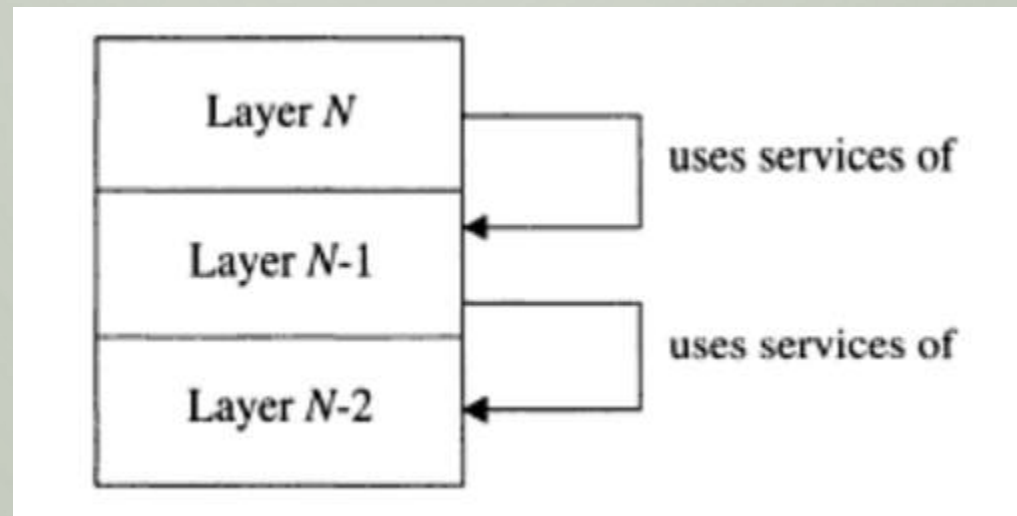 Layer N
uses services of
Layer N-1
uses services of
Layer N-2